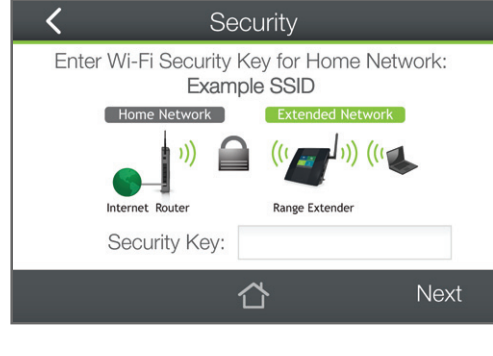 Security
Enter Wi-Fi Security Key for Home Network:
Example SSID
Home Network Extended Network
Internet Router Range Extender
Security Key:
Next